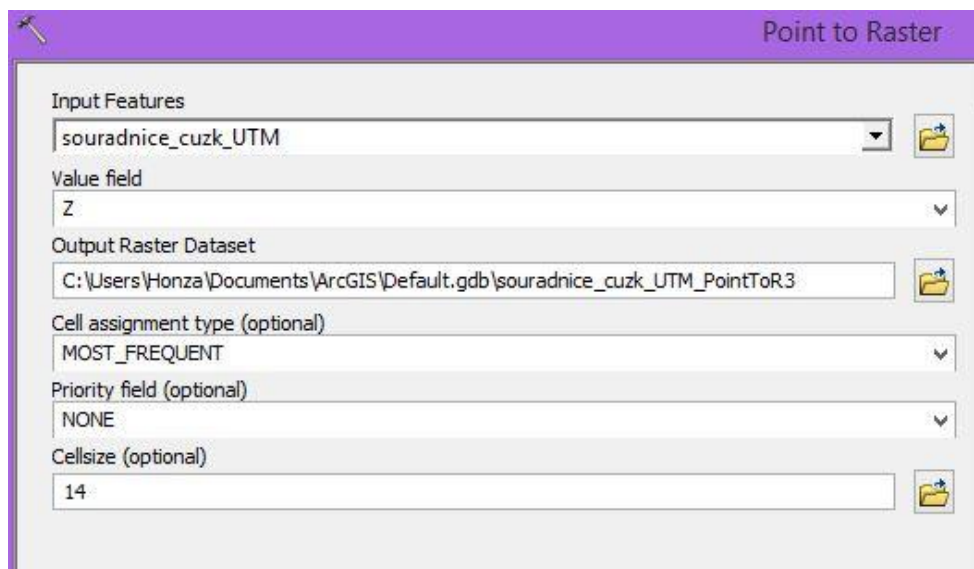 Point to Raster
Input Features
souradnice_cuzk_UTM
Value field
Z
Output Raster Dataset
C:\Users\Honza\Documents\ArcGIS\Default.gdb\souradnice_cuzk_UTM_PointToR3
Cell assignment type (optional)
MOST_FREQUENT
Priority field (optional)
NONE
Cellsize (optional)
14